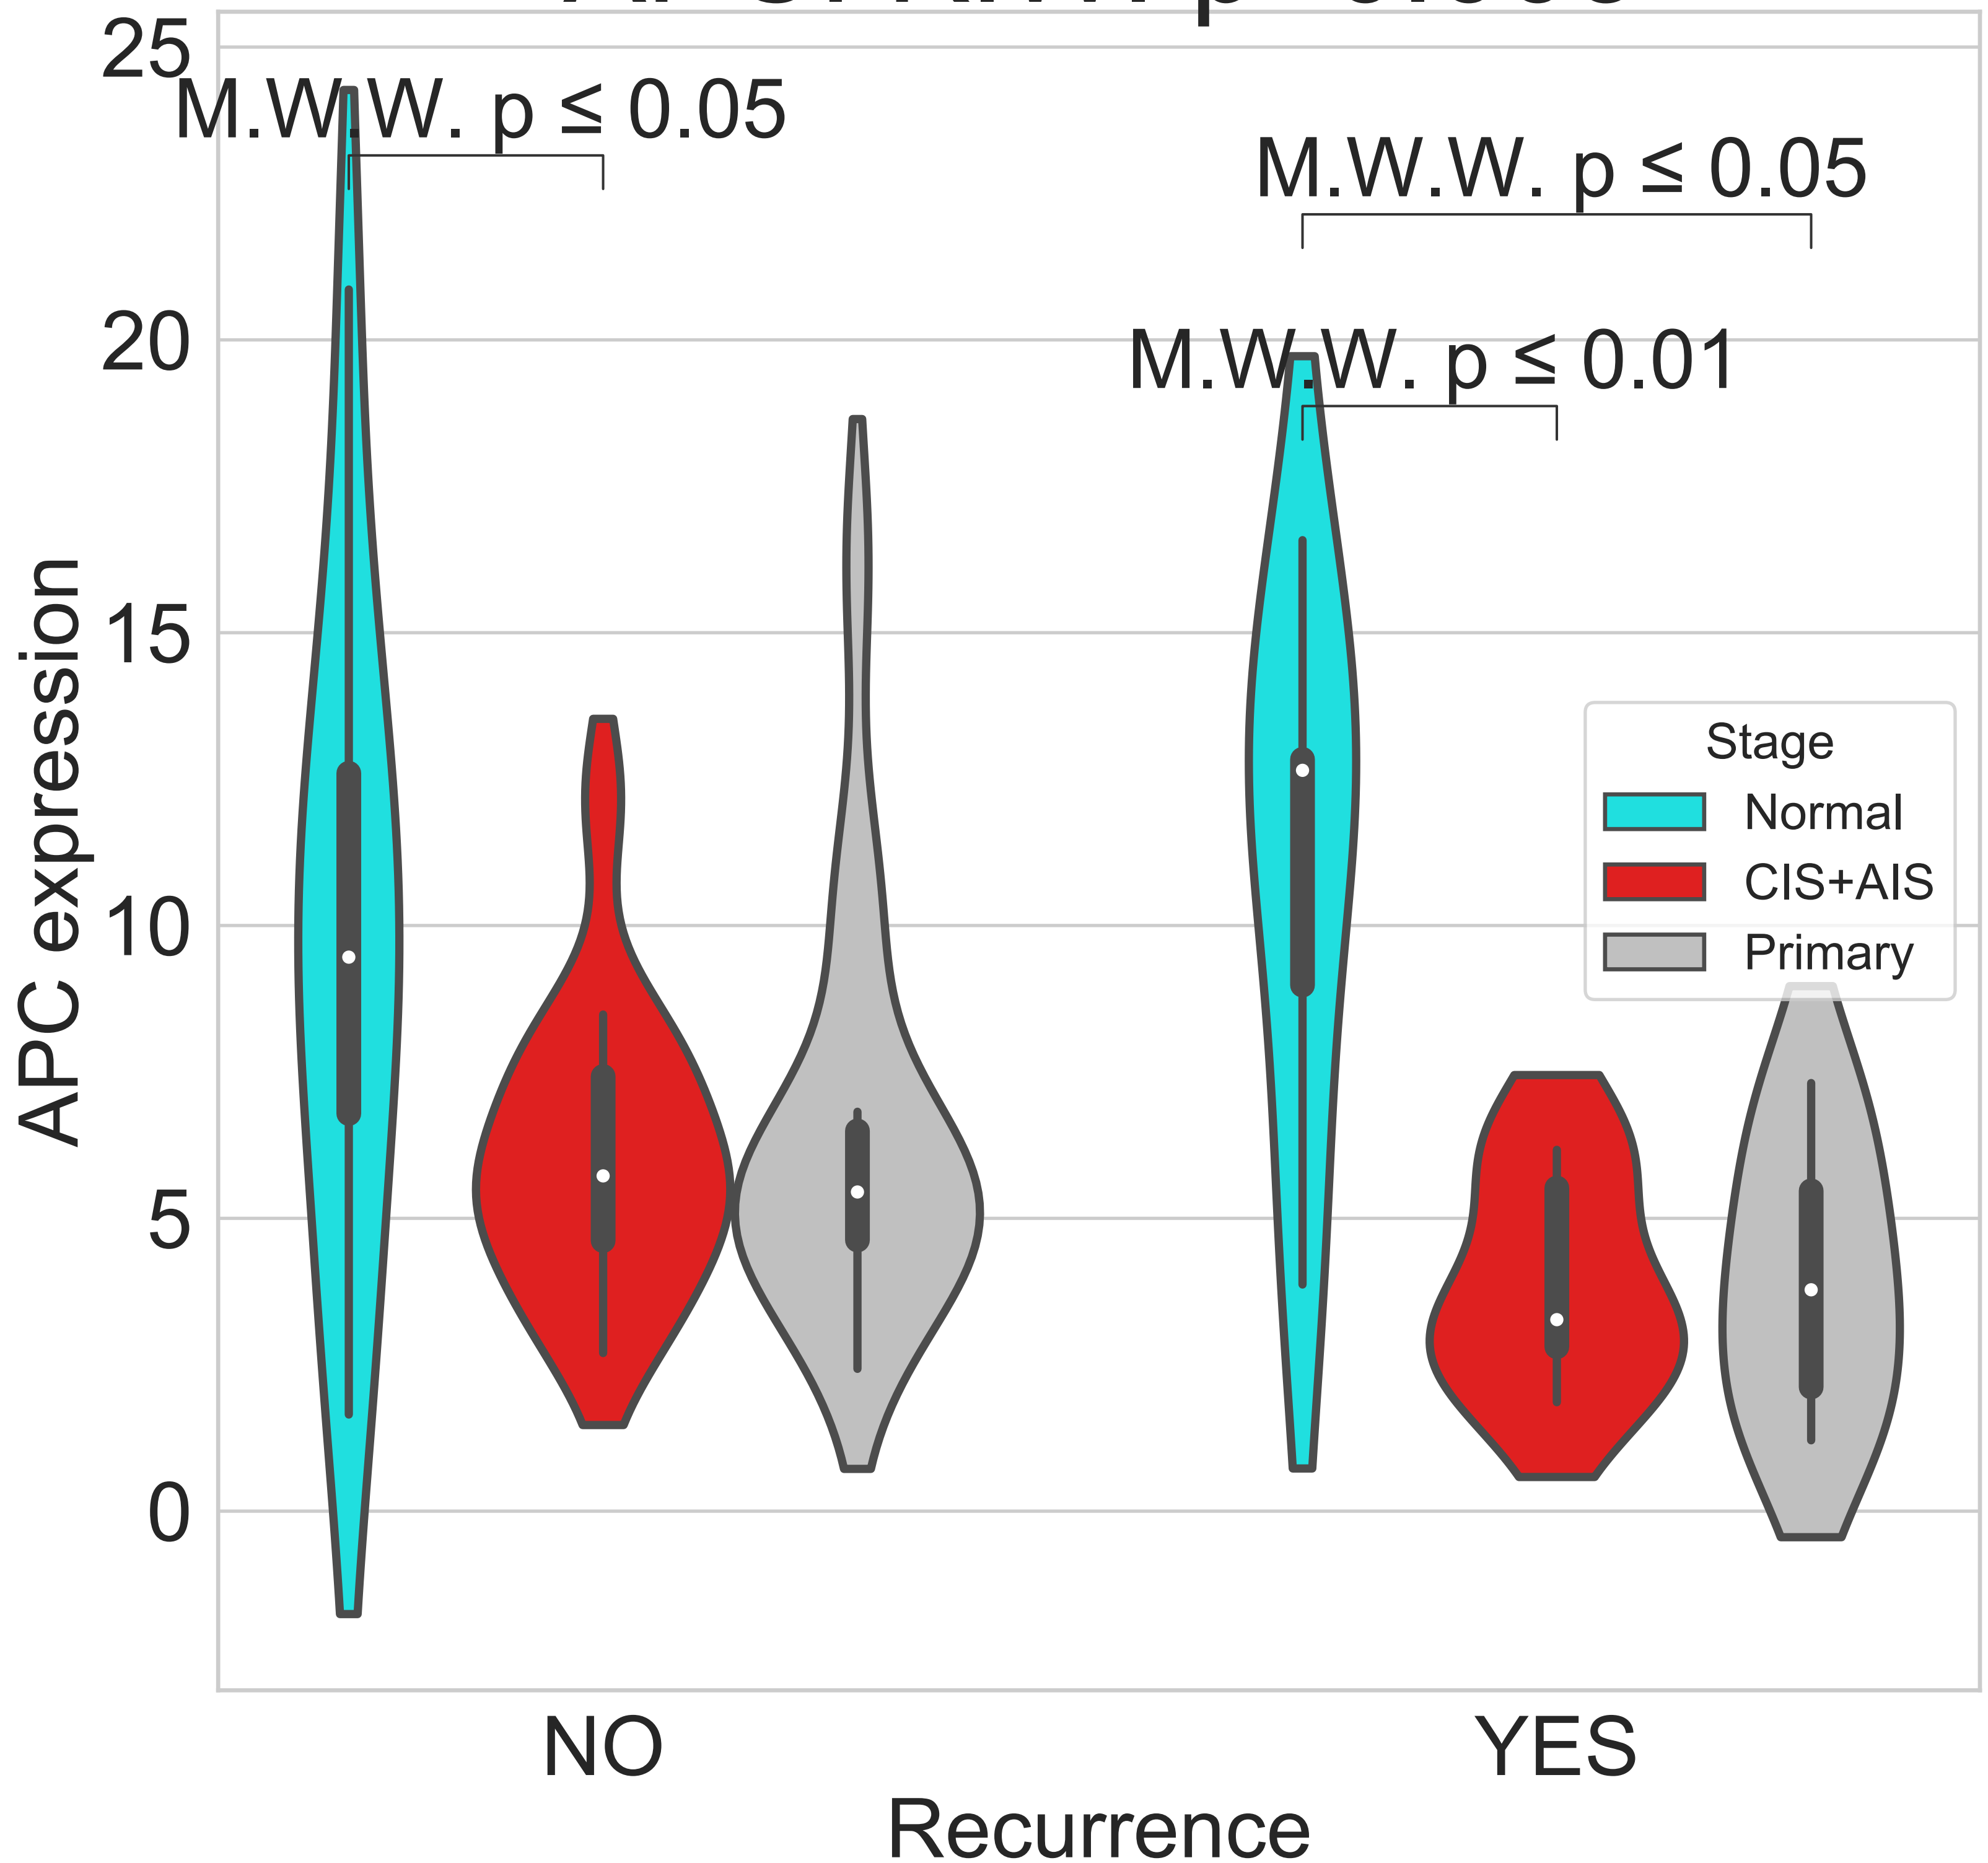 25
M.W.W. p ≤ 0.05
M.W.W. p ≤ 0.05
20
M.W.W. p ≤ 0.01
15
Stage
Normal
CIS+AIS
Primary
10
5
0
APC expression
NO
YES
Recurrence